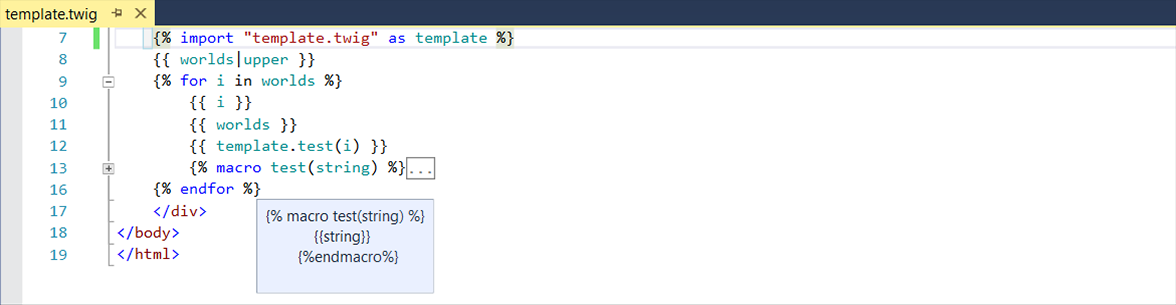 template.twig
7 {% import "template.twig" as template %}
8 {{ worlds|upper }}
9 {% for i in worlds %}
10 {{ i }}
11 {{ worlds }}
12 {{ template.test(i) }}
13 {% macro test(string) %}...
16 {% endfor %}
17 </div>
18 </body>
19 </html>
{% macro test(string) %}
{{string}}
{%endmacro%}